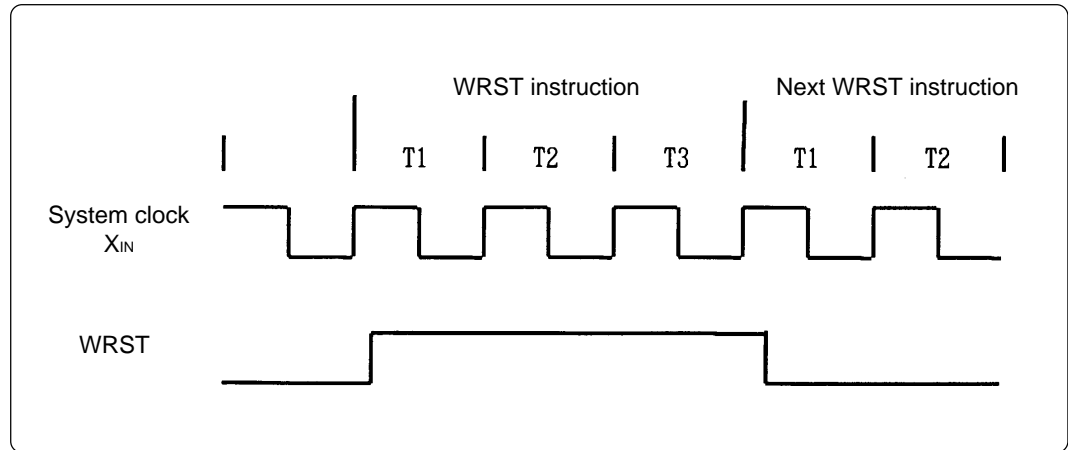 WRST instruction Next WRST instruction
T1 T2 T3 T1 T2
System clock
XIN
WRST